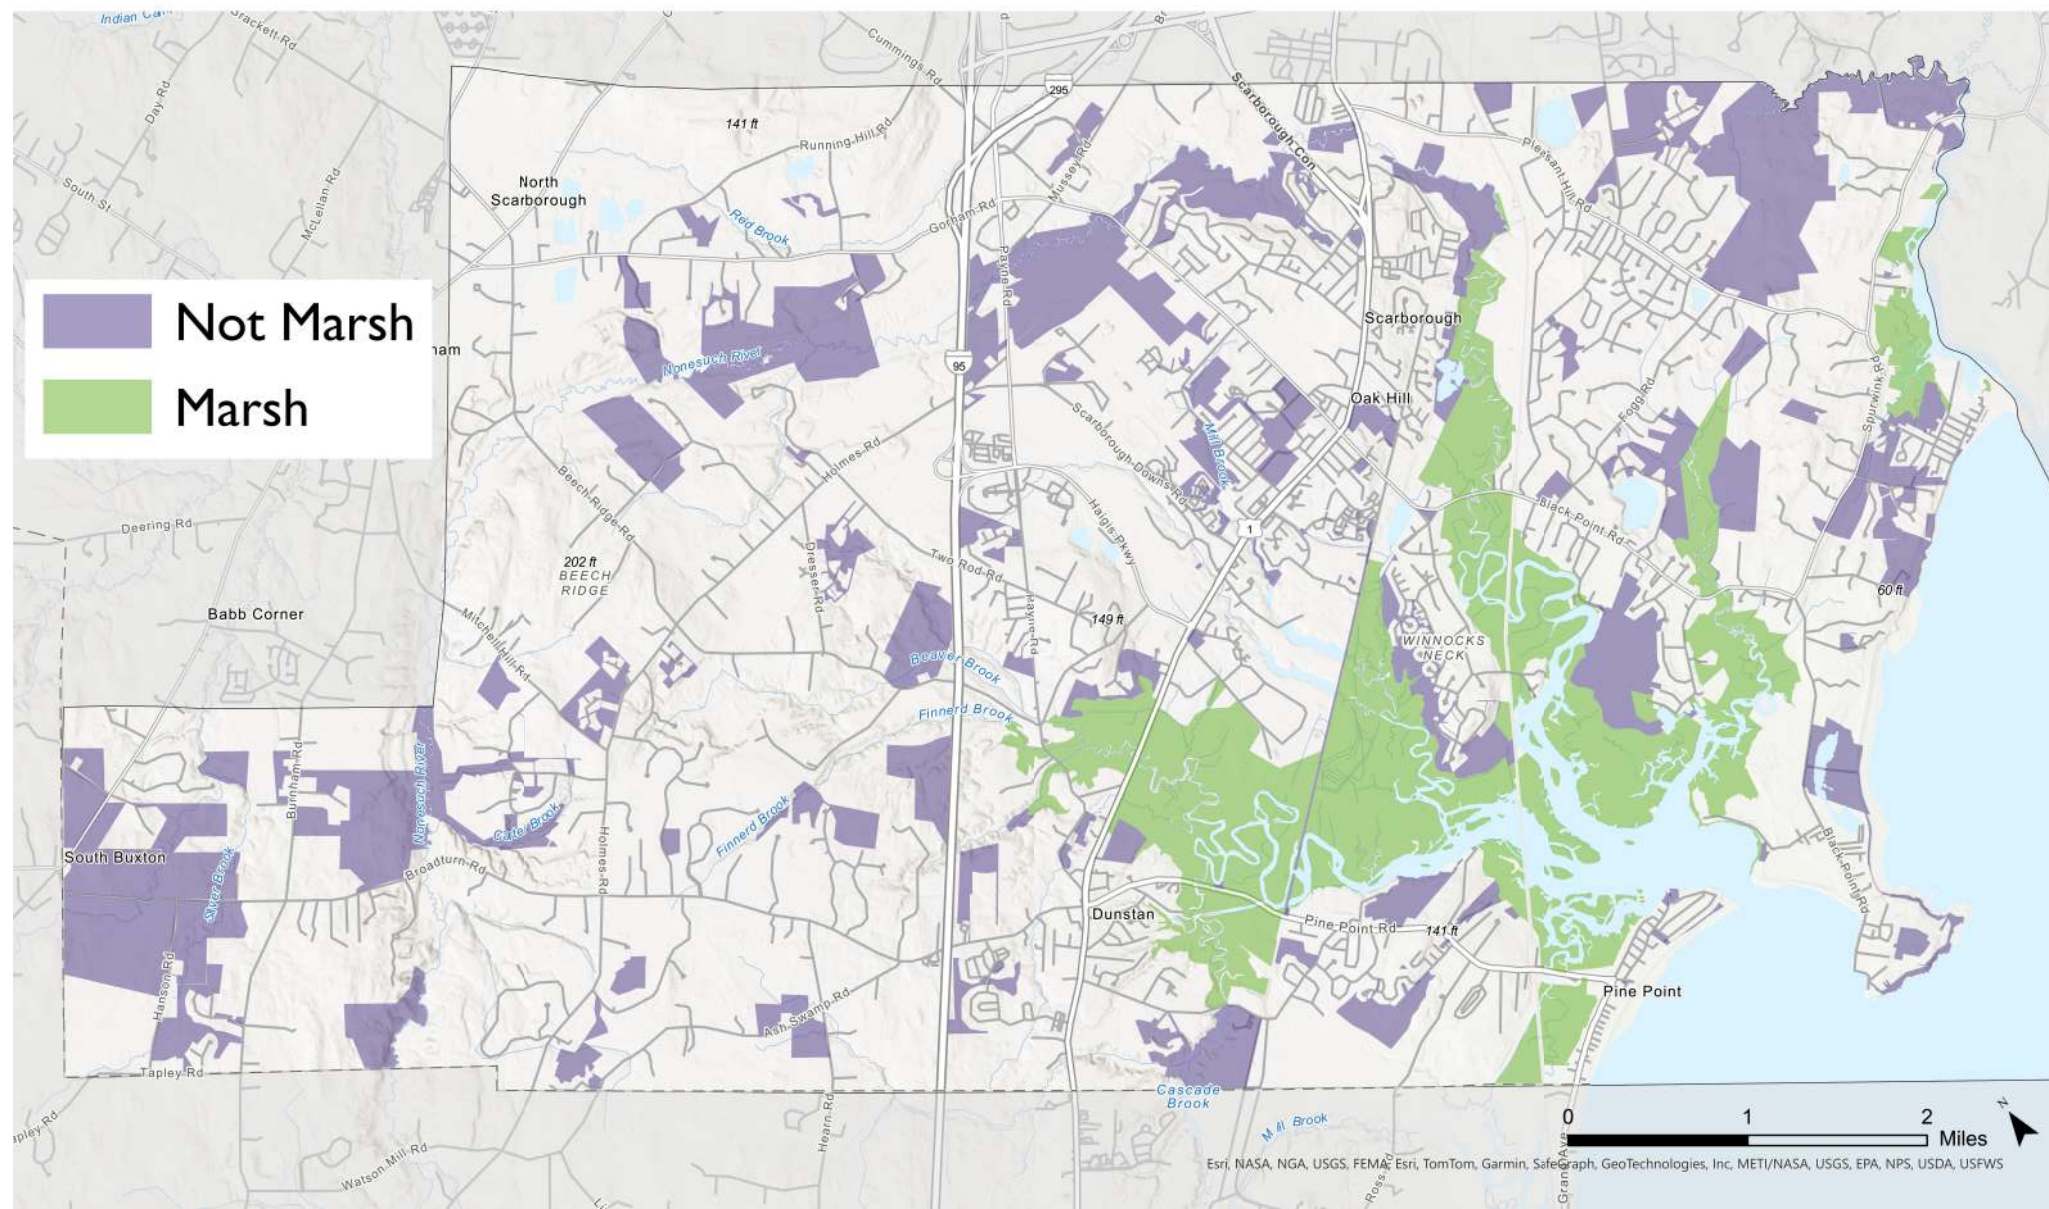 Brackett Rd
Cummings Rd
295
Day Rd
141 ft
Running Hill Rd
Scarborough Con
Mussey Rd
Pleasant Hill Rd
South St
McLellan Rd
North
Scarborough
Red Brook
Gorham Rd
Payne Rd
Not Marsh
Marsh
ham
Nonesuch River
95
Scarborough
Oak Hill
Spurwink Rd
Fogg Rd
Scarborough Downs Rd
Mill Brook
Holmes Rd
Beech Ridge Rd
Haigis Pkwy
1
Black Point Rd
Deering Rd
202 ft
BEECH
RIDGE
Dresser Rd
Two Rod Rd
60 ft
Babb Corner
Mitchell Hill Rd
149 ft
Payne Rd
WINNOCKS
NECK
Beaver Brook
Finnerd Brook
Burnham Rd
Nonesuch River
Carter Brook
Finnerd Brook
Holmes Rd
South Buxton
Silver Brook
Broadturn Rd
Black Point Rd
Dunstan
Pine Point Rd
141 ft
Hanson Rd
Pine Point
Ash Swamp Rd
Tapley Rd
Cascade
Brook
Mill Brook
Hearn Rd
Watson Mill Rd
Grand Ave
0 1 2
Miles
N
Esri, NASA, NGA, USGS, FEMA, Esri, TomTom, Garmin, SafeGraph, GeoTechnologies, Inc, METI/NASA, USGS, EPA, NPS, USDA, USFWS